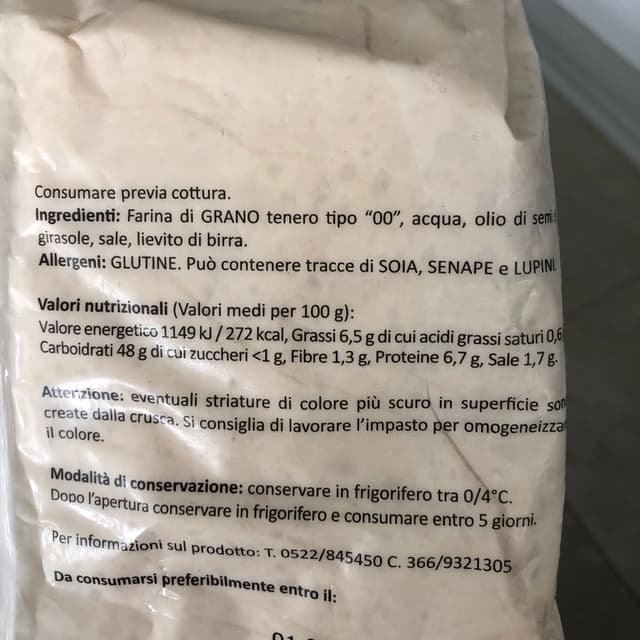 Consumare previa cottura.
Ingredienti: Farina di GRANO tenero tipo “00”, acqua, olio di semi
girasole, sale, lievito di birra.
Allergeni: GLUTINE. Può contenere tracce di SOIA, SENAPE e LUPINI.
Valori nutrizionali (Valori medi per 100 g):
Valore energetico 1149 kJ / 272 kcal, Grassi 6,5 g di cui acidi grassi saturi 0,6
Carboidrati 48 g di cui zuccheri <1 g, Fibre 1,3 g, Proteine 6,7 g, Sale 1,7 g.
Attenzione: eventuali striature di colore più scuro in superficie son
create dalla crusca. Si consiglia di lavorare l’impasto per omogeneizza
il colore.
Modalità di conservazione: conservare in frigorifero tra 0/4°C.
Dopo l’apertura conservare in frigorifero e consumare entro 5 giorni.
Per informazioni sul prodotto: T. 0522/845450 C. 366/9321305
Da consumarsi preferibilmente entro il: